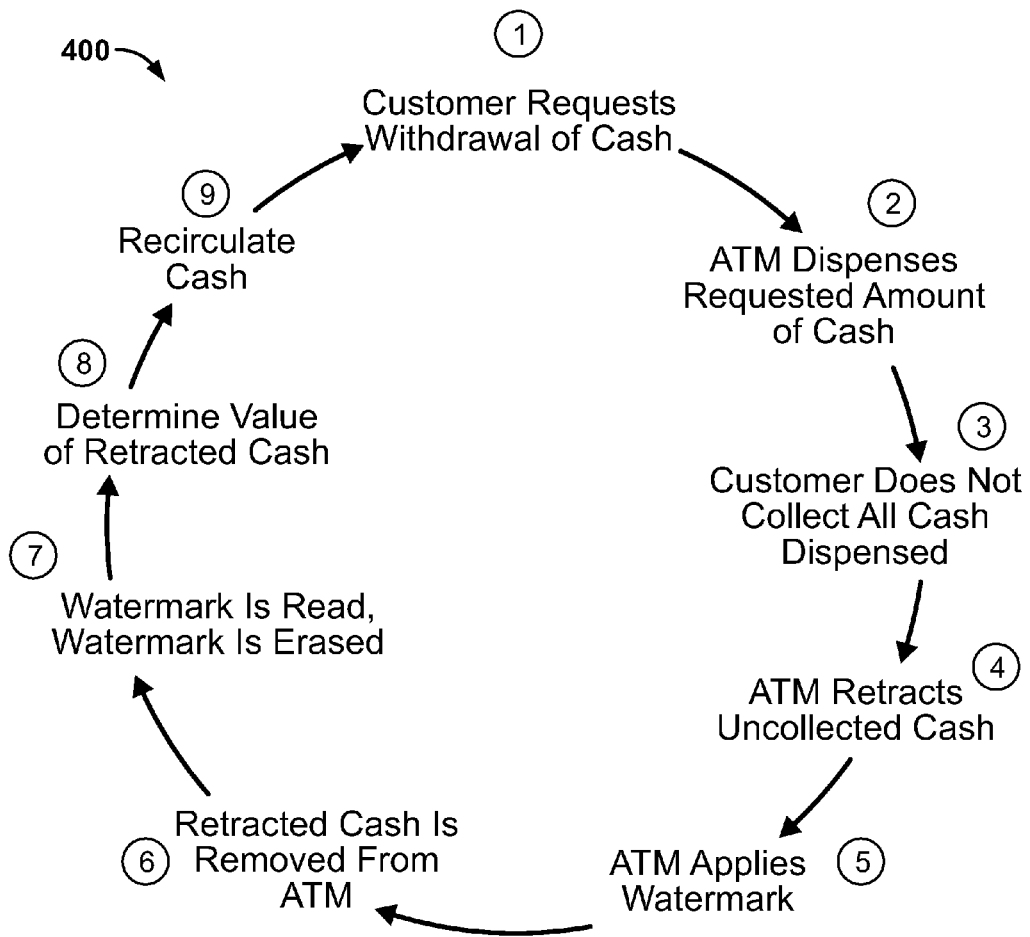 400
1
Customer Requests
Withdrawal of Cash
2
ATM Dispenses
Requested Amount
of Cash
3
Customer Does Not
Collect All Cash
Dispensed
4
ATM Retracts
Uncollected Cash
5
ATM Applies
Watermark
6
Retracted Cash Is
Removed From
ATM
7
Watermark Is Read,
Watermark Is Erased
8
Determine Value
of Retracted Cash
9
Recirculate
Cash